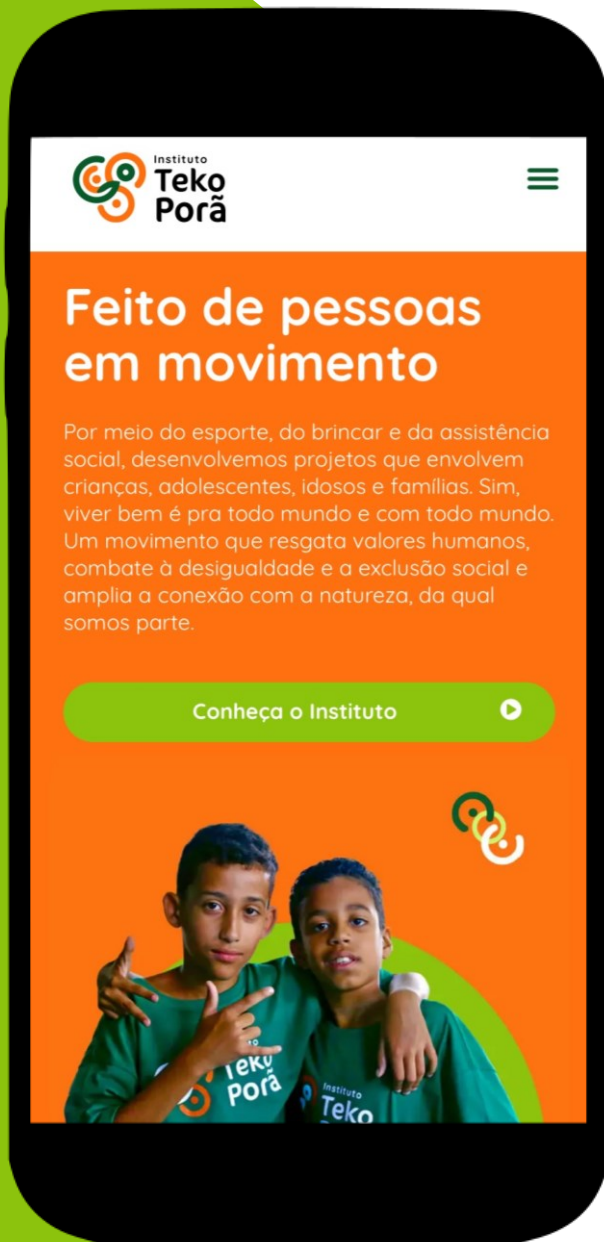 Instituto
Teko
Porã
Feito de pessoas
em movimento
Por meio do esporte, do brincar e da assistência
social, desenvolvemos projetos que envolvem
crianças, adolescentes, idosos e famílias. Sim,
viver bem é pra todo mundo e com todo mundo.
Um movimento que resgata valores humanos,
combate à desigualdade e a exclusão social e
amplia a conexão com a natureza, da qual
somos parte.
Conheça o Instituto
Teko
Porã
Instituto
Teko